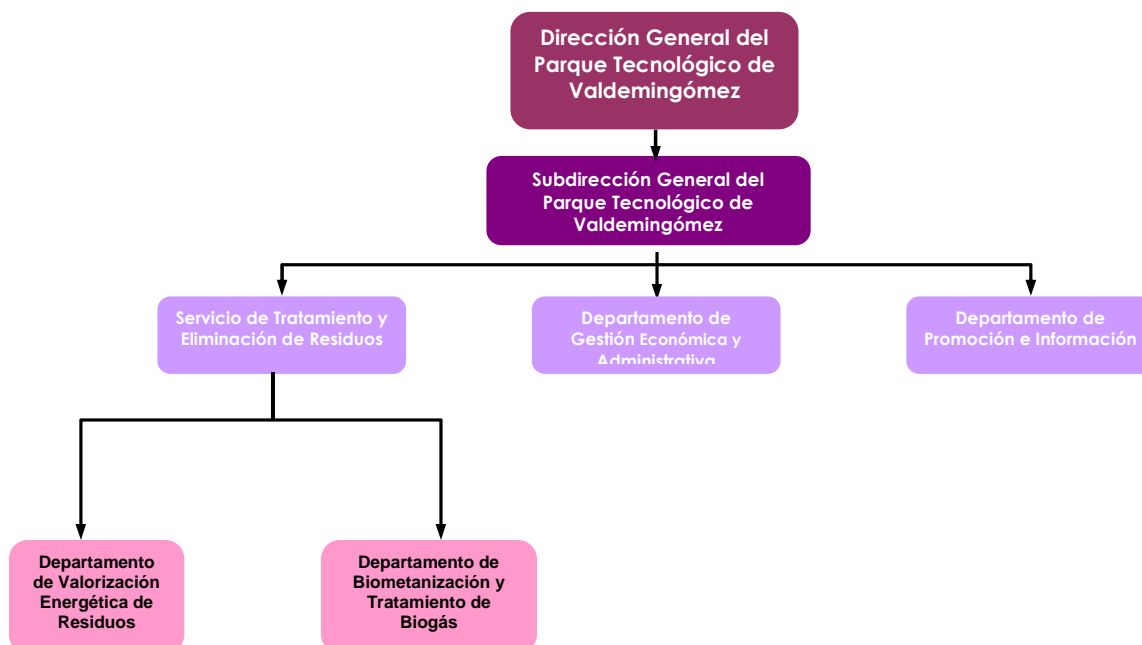 Dirección General del
Parque Tecnológico de
Valdemingómez
Subdirección General del
Parque Tecnológico de
Valdemingómez
Servicio de Tratamiento y
Eliminación de Residuos
Departamento de
Gestión Económica y
Administrativa
Departamento de
Promoción e Información
Departamento
de Valorización
Energética de
Residuos
Departamento de
Biometanización y
Tratamiento de
Biogás